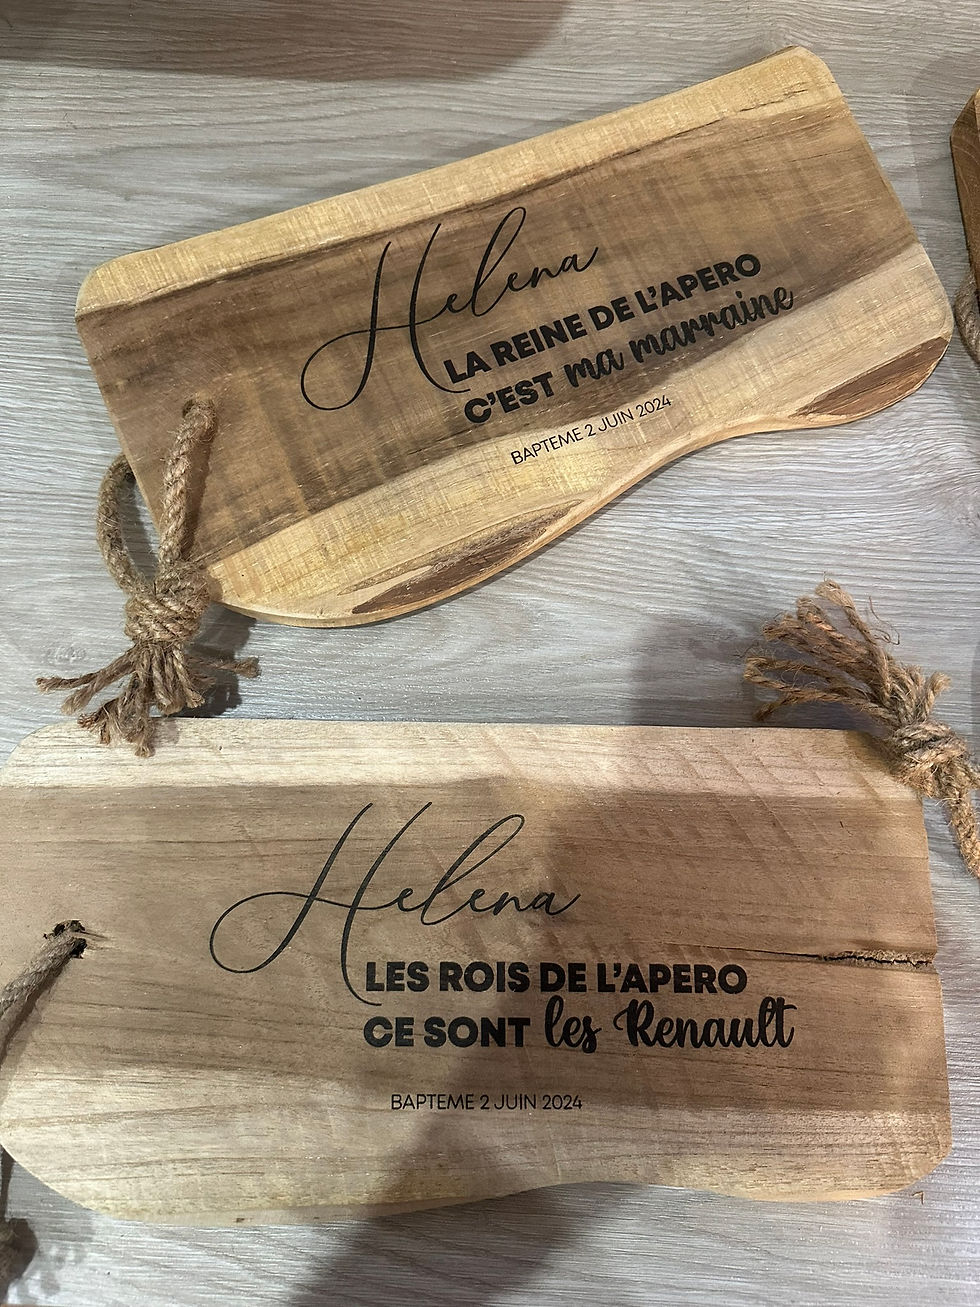 Helena
LA REINE DE L'APERO
C'EST ma marraine
BAPTEME 2 JUIN 2024
Helena
LES ROIS DE L'APERO
CE SONT les Renault
BAPTEME 2 JUIN 2024